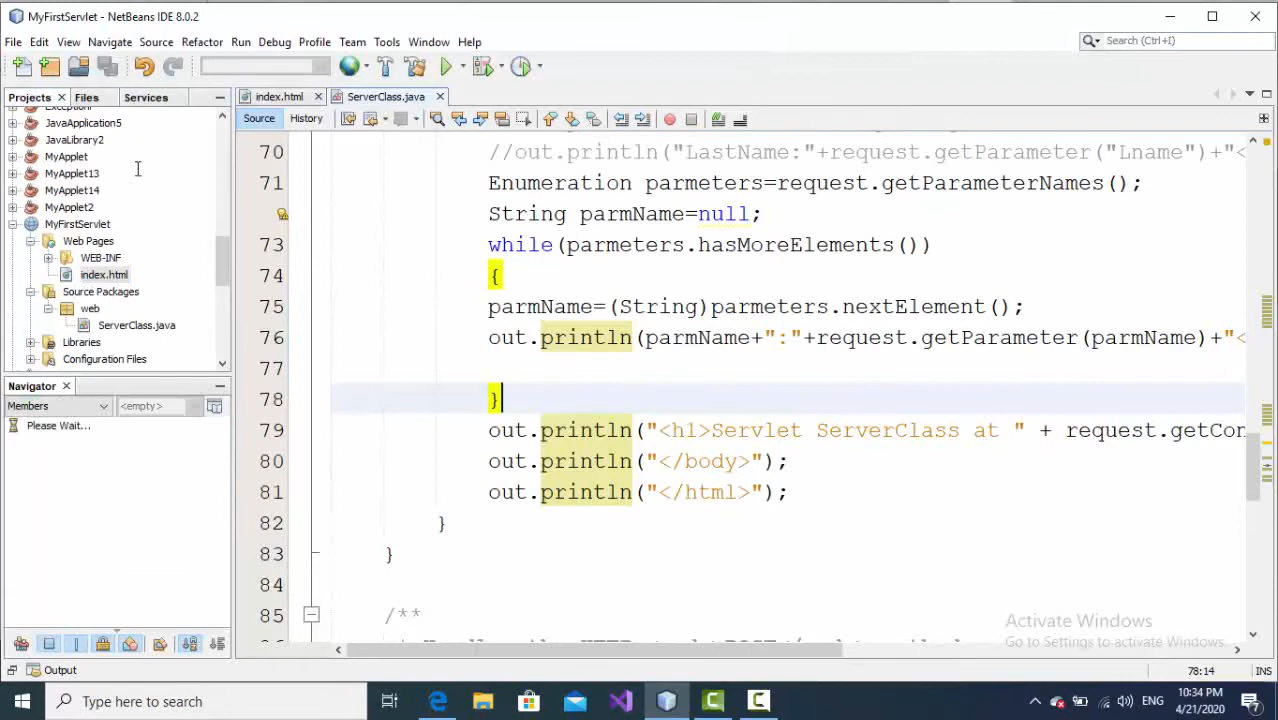 MyFirstServlet - NetBeans IDE 8.0.2
File Edit View Navigate Source Refactor Run Debug Profile Team Tools Window Help
Search (Ctrl+I)
Projects Files Services
index.html ServerClass.java
Source History
JavaApplication5
JavaLibrary2
MyApplet
MyApplet13
MyApplet14
MyApplet2
MyFirstServlet
Web Pages
WEB-INF
index.html
Source Packages
web
ServerClass.java
Libraries
Configuration Files
Navigator
Members <empty>
Please Wait...
70 //out.println("LastName:"+request.getParameter("Lname")+"<
71 Enumeration parmeters=request.getParameterNames();
String parmName=null;
73 while(parmeters.hasMoreElements())
74 {
75 parmName=(String)parmeters.nextElement();
76 out.println(parmName+":"+request.getParameter(parmName)+"<
77
78 }
79 out.println("<h1>Servlet ServerClass at " + request.getCon
80 out.println("</body>");
81 out.println("</html>");
82 }
83 }
84
85 /**
Activate Windows
Go to Settings to activate Windows.
Output
78:14 INS
Type here to search
ENG
10:34 PM
4/21/2020
7